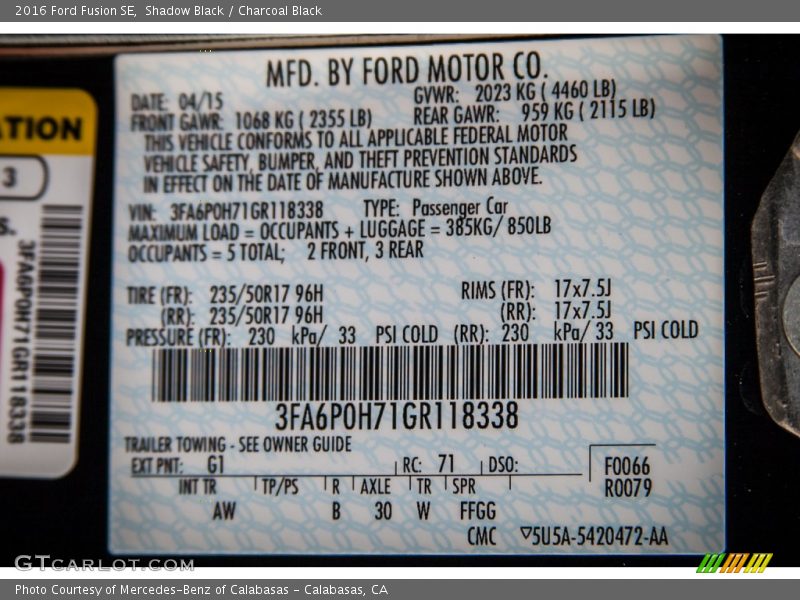 2016 Ford Fusion SE, Shadow Black / Charcoal Black
MFD. BY FORD MOTOR CO.
DATE: 04/15 GVWR: 2023 KG ( 4460 LB)
FRONT GAWR: 1068 KG ( 2355 LB) REAR GAWR: 959 KG ( 2115 LB)
THIS VEHICLE CONFORMS TO ALL APPLICABLE FEDERAL MOTOR
VEHICLE SAFETY, BUMPER, AND THEFT PREVENTION STANDARDS
IN EFFECT ON THE DATE OF MANUFACTURE SHOWN ABOVE.
VIN: 3FA6P0H71GR118338 TYPE: Passenger Car
MAXIMUM LOAD = OCCUPANTS + LUGGAGE = 385KG/ 850LB
OCCUPANTS = 5 TOTAL; 2 FRONT, 3 REAR
TIRE (FR): 235/50R17 96H RIMS (FR): 17x7.5J
(RR): 235/50R17 96H (RR): 17x7.5J
PRESSURE (FR): 230 kPa/ 33 PSI COLD (RR): 230 kPa/ 33 PSI COLD
3FA6P0H71GR118338
TRAILER TOWING - SEE OWNER GUIDE
EXT PNT: G1 RC: 71 DSO: F0066
R0079
INT TR TP/PS R AXLE TR SPR
AW B 30 W FFGG
CMC ▽5U5A-5420472-AA
ATION
3
S.
3FA6P0H71GR118338
GTCARLOT.COM
Photo Courtesy of Mercedes-Benz of Calabasas - Calabasas, CA